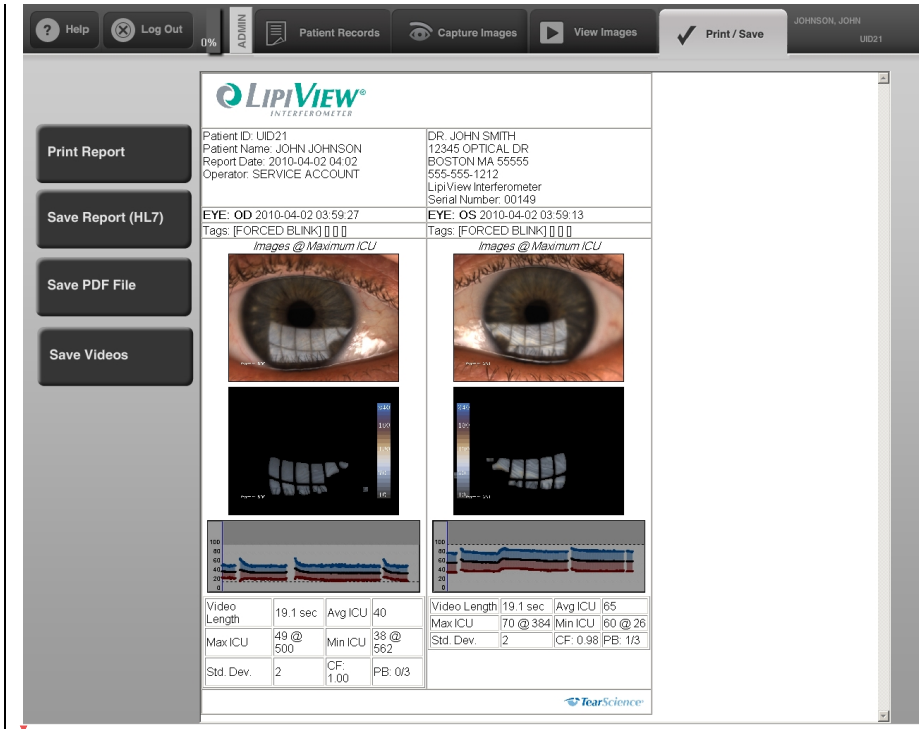 Help
Log Out
0%
ADMIN
Patient Records
Capture Images
View Images
Print / Save
JOHNSON, JOHN
UID21
Print Report
Save Report (HL7)
Save PDF File
Save Videos
LIPIVIEW®
INTERFEROMETER
Patient ID: UID21
Patient Name: JOHN JOHNSON
Report Date: 2010-04-02 04:02
Operator: SERVICE ACCOUNT
DR. JOHN SMITH
12345 OPTICAL DR
BOSTON MA 55555
555-555-1212
LipiView Interferometer
Serial Number: 00149
EYE: OD 2010-04-02 03:59:27
EYE: OS 2010-04-02 03:59:13
Tags: [FORCED BLINK] [] [] []
Tags: [FORCED BLINK] [] [] []
Images @ Maximum ICU
Images @ Maximum ICU
240
240
100
80
60
40
20
0
100
80
60
40
20
0
Video Length 19.1 sec Avg ICU 40
Max ICU 49 @ 500 Min ICU 38 @ 562
Std. Dev. 2 CF: 1.00 PB: 0/3
Video Length 19.1 sec Avg ICU 65
Max ICU 70 @ 384 Min ICU 60 @ 26
Std. Dev. 2 CF: 0.98 PB: 1/3
TearScience